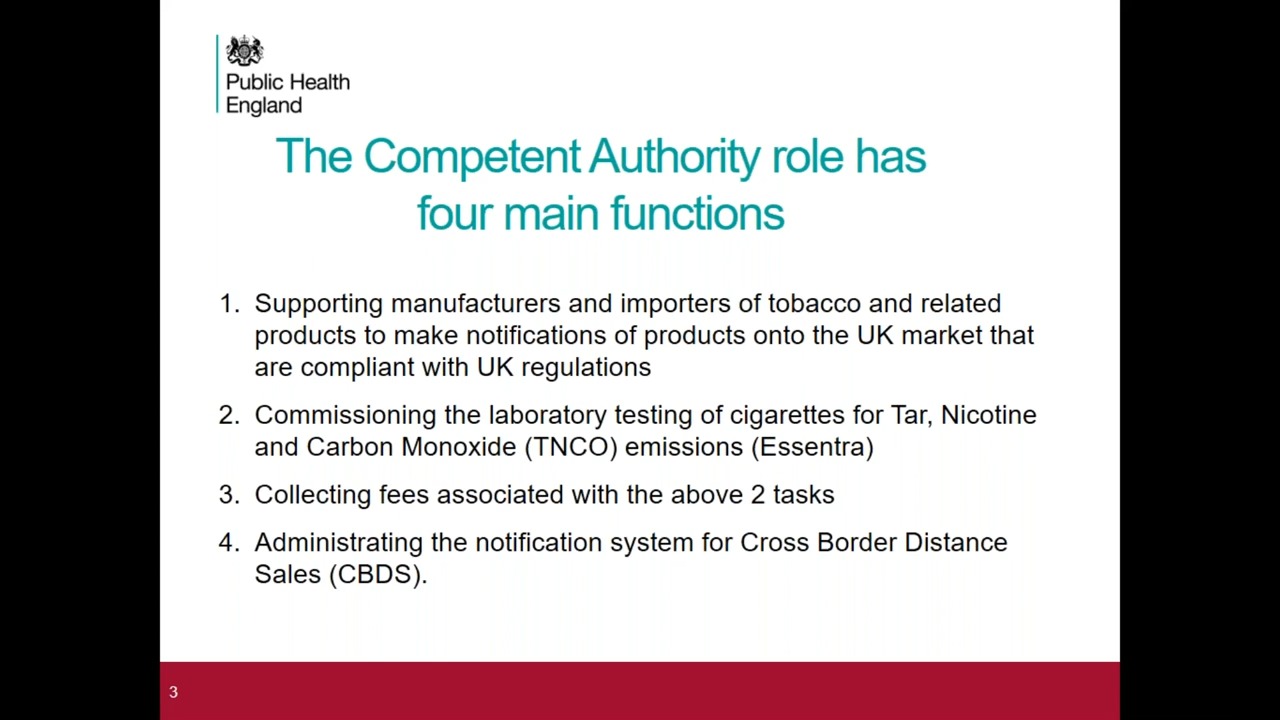 Public Health
England
The Competent Authority role has
four main functions
1. Supporting manufacturers and importers of tobacco and related
products to make notifications of products onto the UK market that
are compliant with UK regulations
2. Commissioning the laboratory testing of cigarettes for Tar, Nicotine
and Carbon Monoxide (TNCO) emissions (Essentra)
3. Collecting fees associated with the above 2 tasks
4. Administrating the notification system for Cross Border Distance
Sales (CBDS).
3